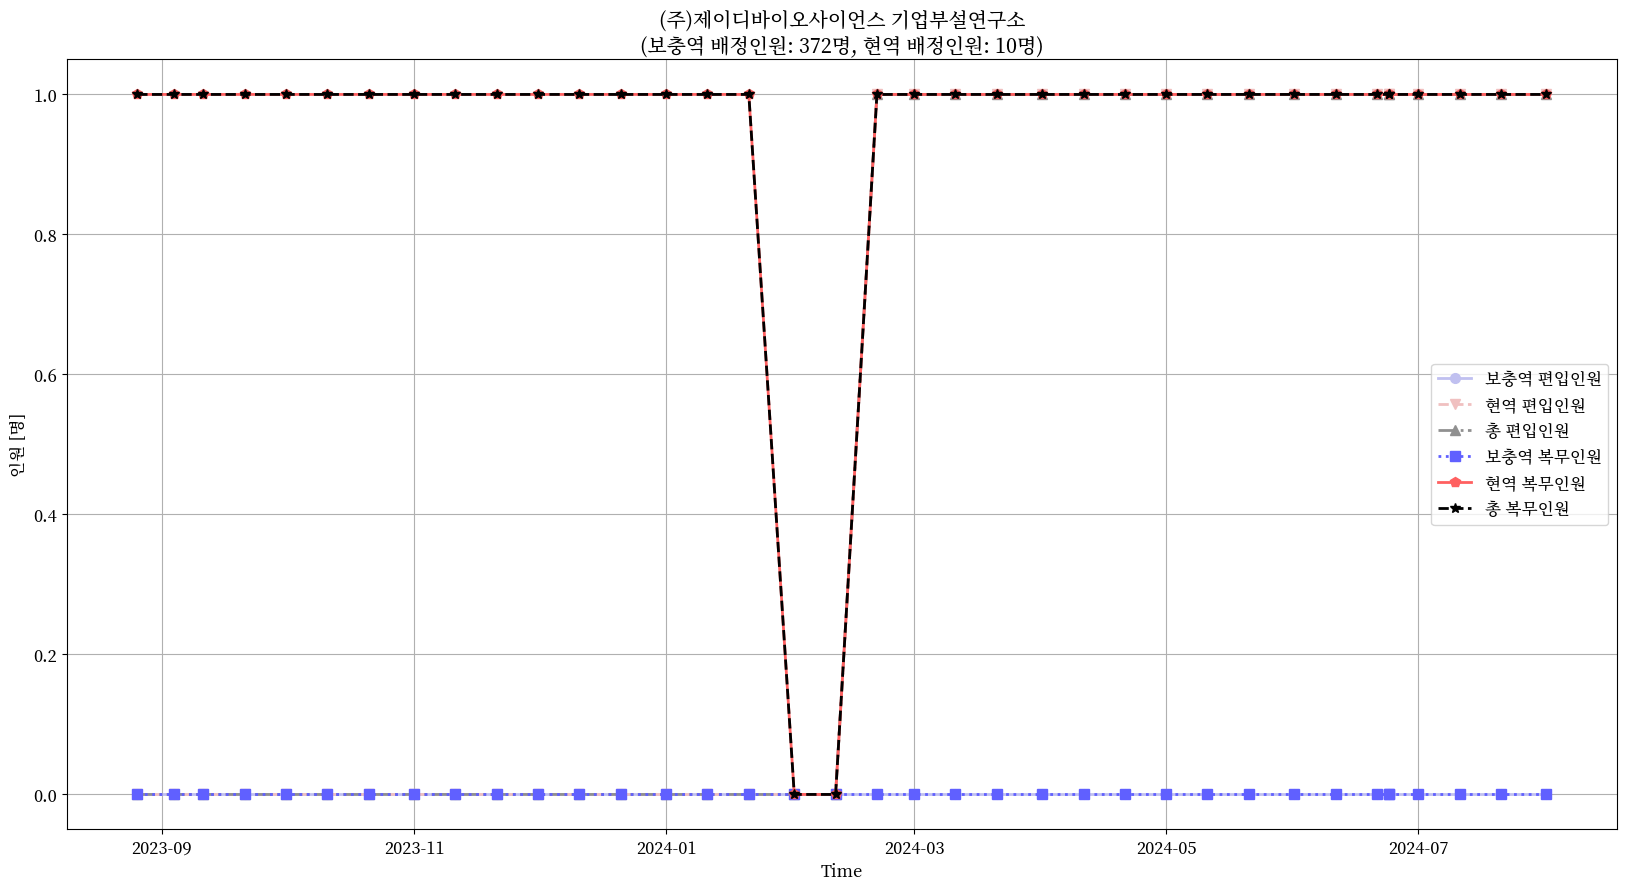 (주)제이디바이오사이언스 기업부설연구소
(보충역 배정인원: 372명, 현역 배정인원: 10명)
인원 [명]
1.0
0.8
0.6
0.4
0.2
0.0
보충역 편입인원
현역 편입인원
총 편입인원
보충역 복무인원
현역 복무인원
총 복무인원
2023-09
2023-11
2024-01
2024-03
2024-05
2024-07
Time